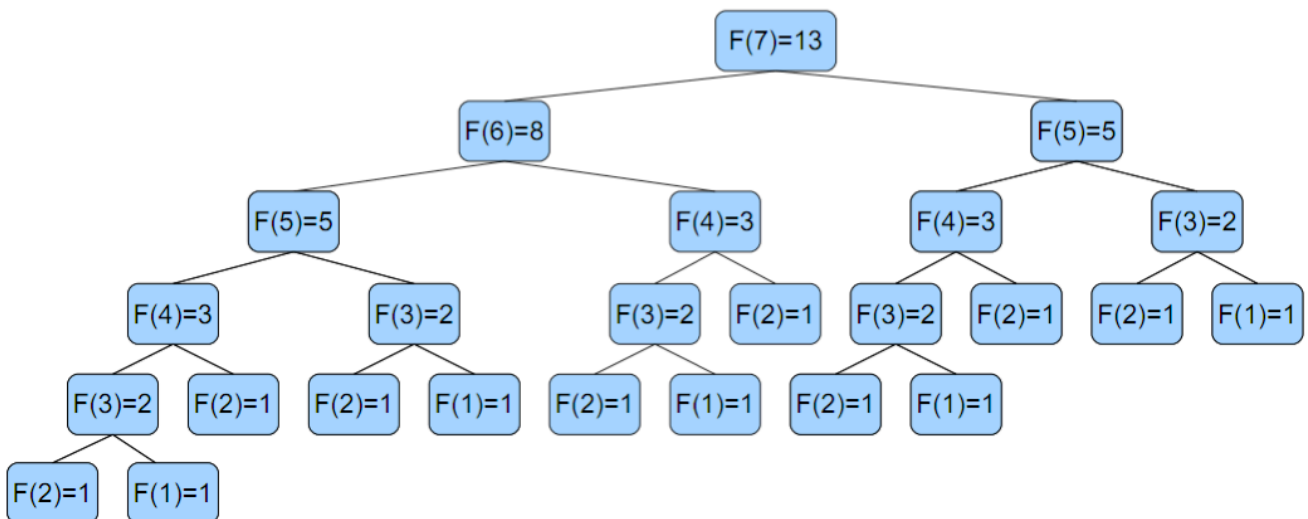 F(7)=13
F(6)=8 F(5)=5
F(5)=5 F(4)=3 F(4)=3 F(3)=2
F(4)=3 F(3)=2 F(3)=2 F(2)=1 F(3)=2 F(2)=1 F(2)=1 F(1)=1
F(3)=2 F(2)=1 F(2)=1 F(1)=1 F(2)=1 F(1)=1 F(2)=1 F(1)=1
F(2)=1 F(1)=1